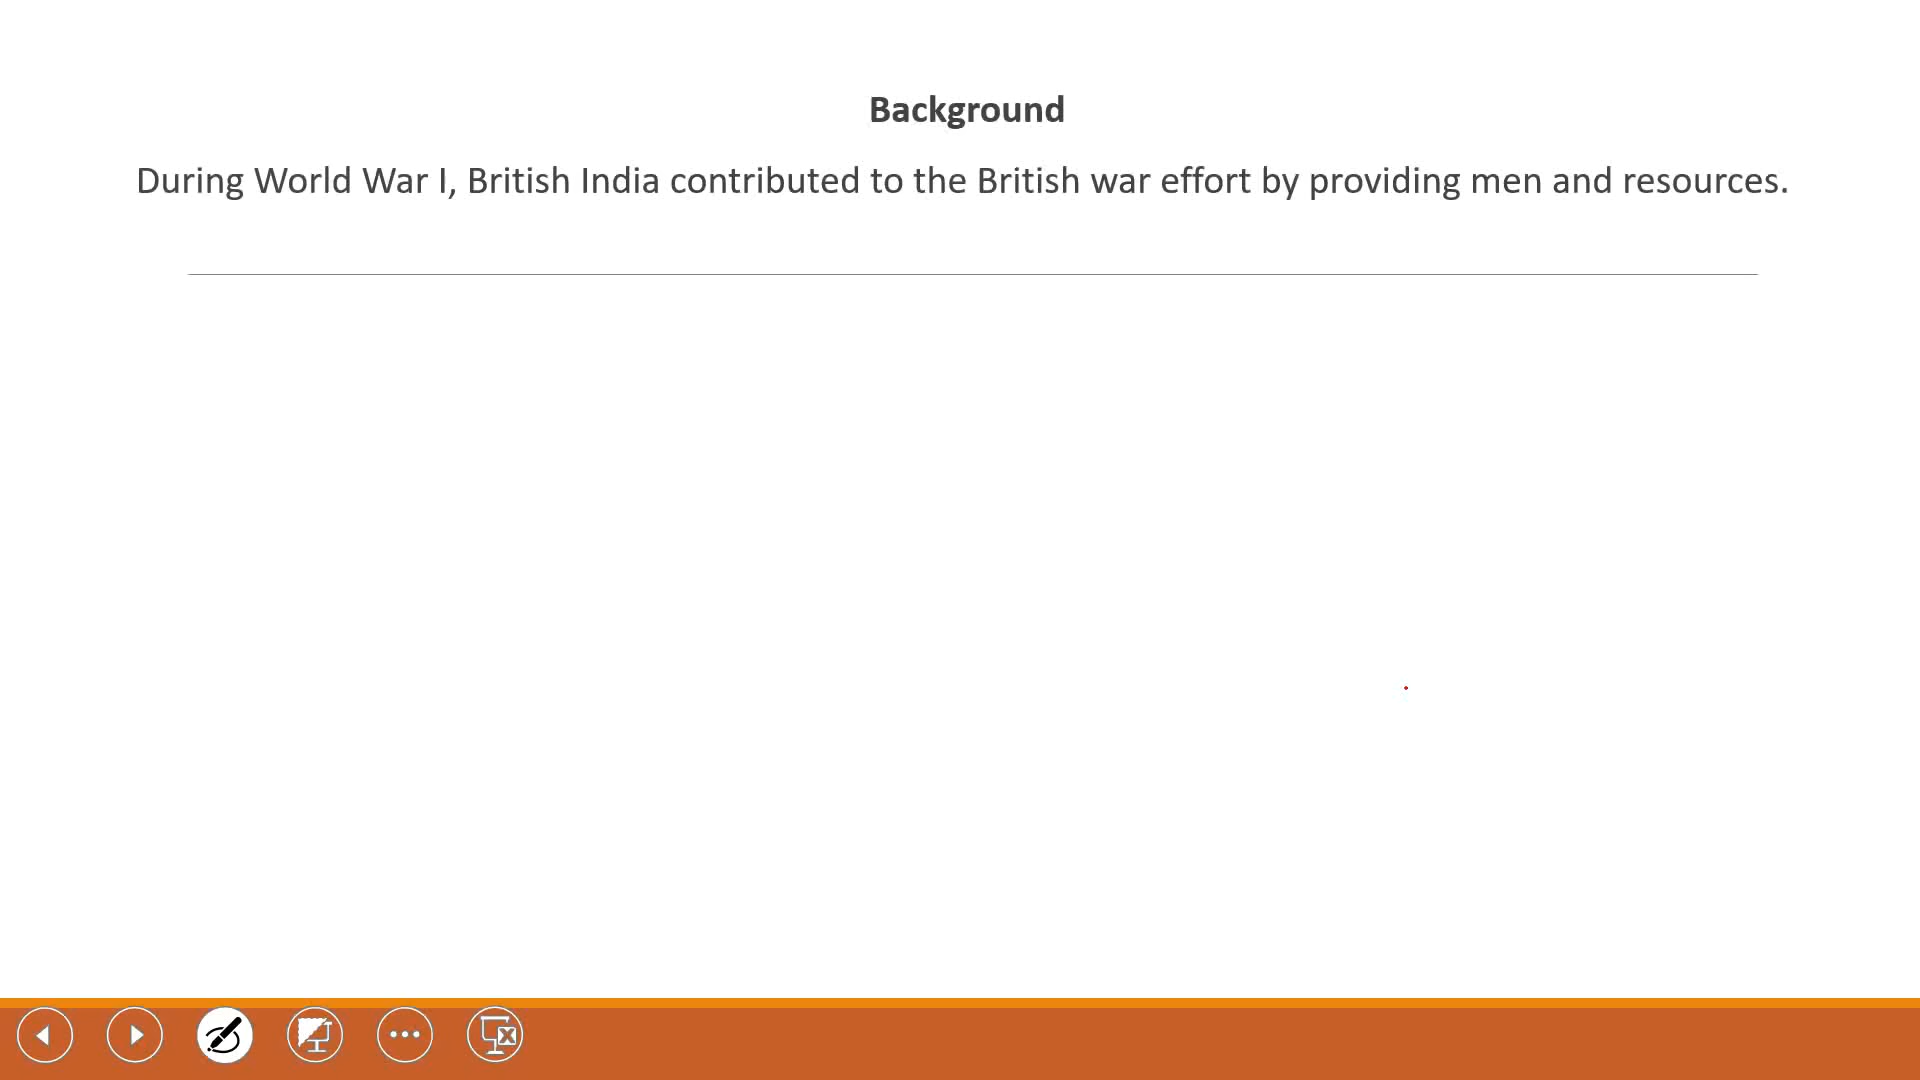 Background
During World War I, British India contributed to the British war effort by providing men and resources.